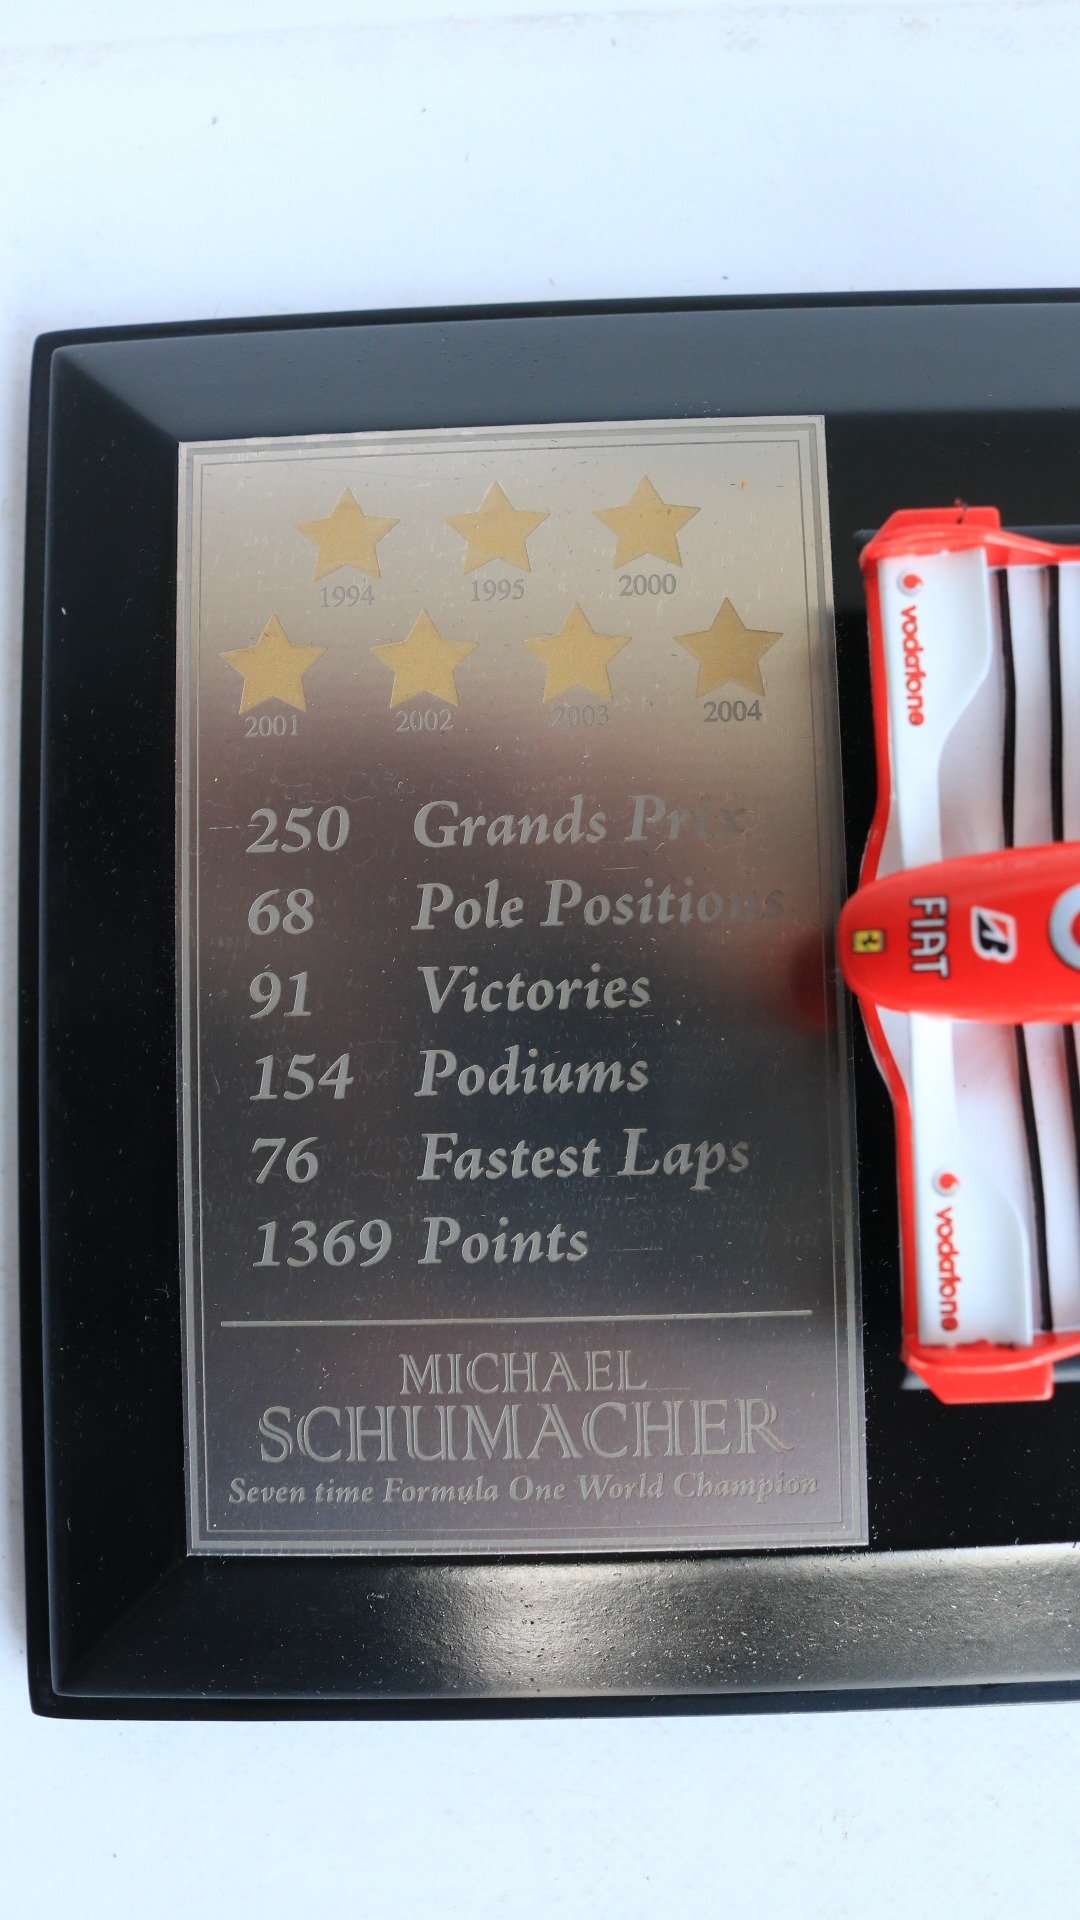 1994 1995 2000
2001 2002 2003 2004
250 Grands Prix
68 Pole Positions
91 Victories
154 Podiums
76 Fastest Laps
1369 Points
MICHAEL
SCHUMACHER
Seven time Formula One World Champion
vodafone
FIAT
vodafone